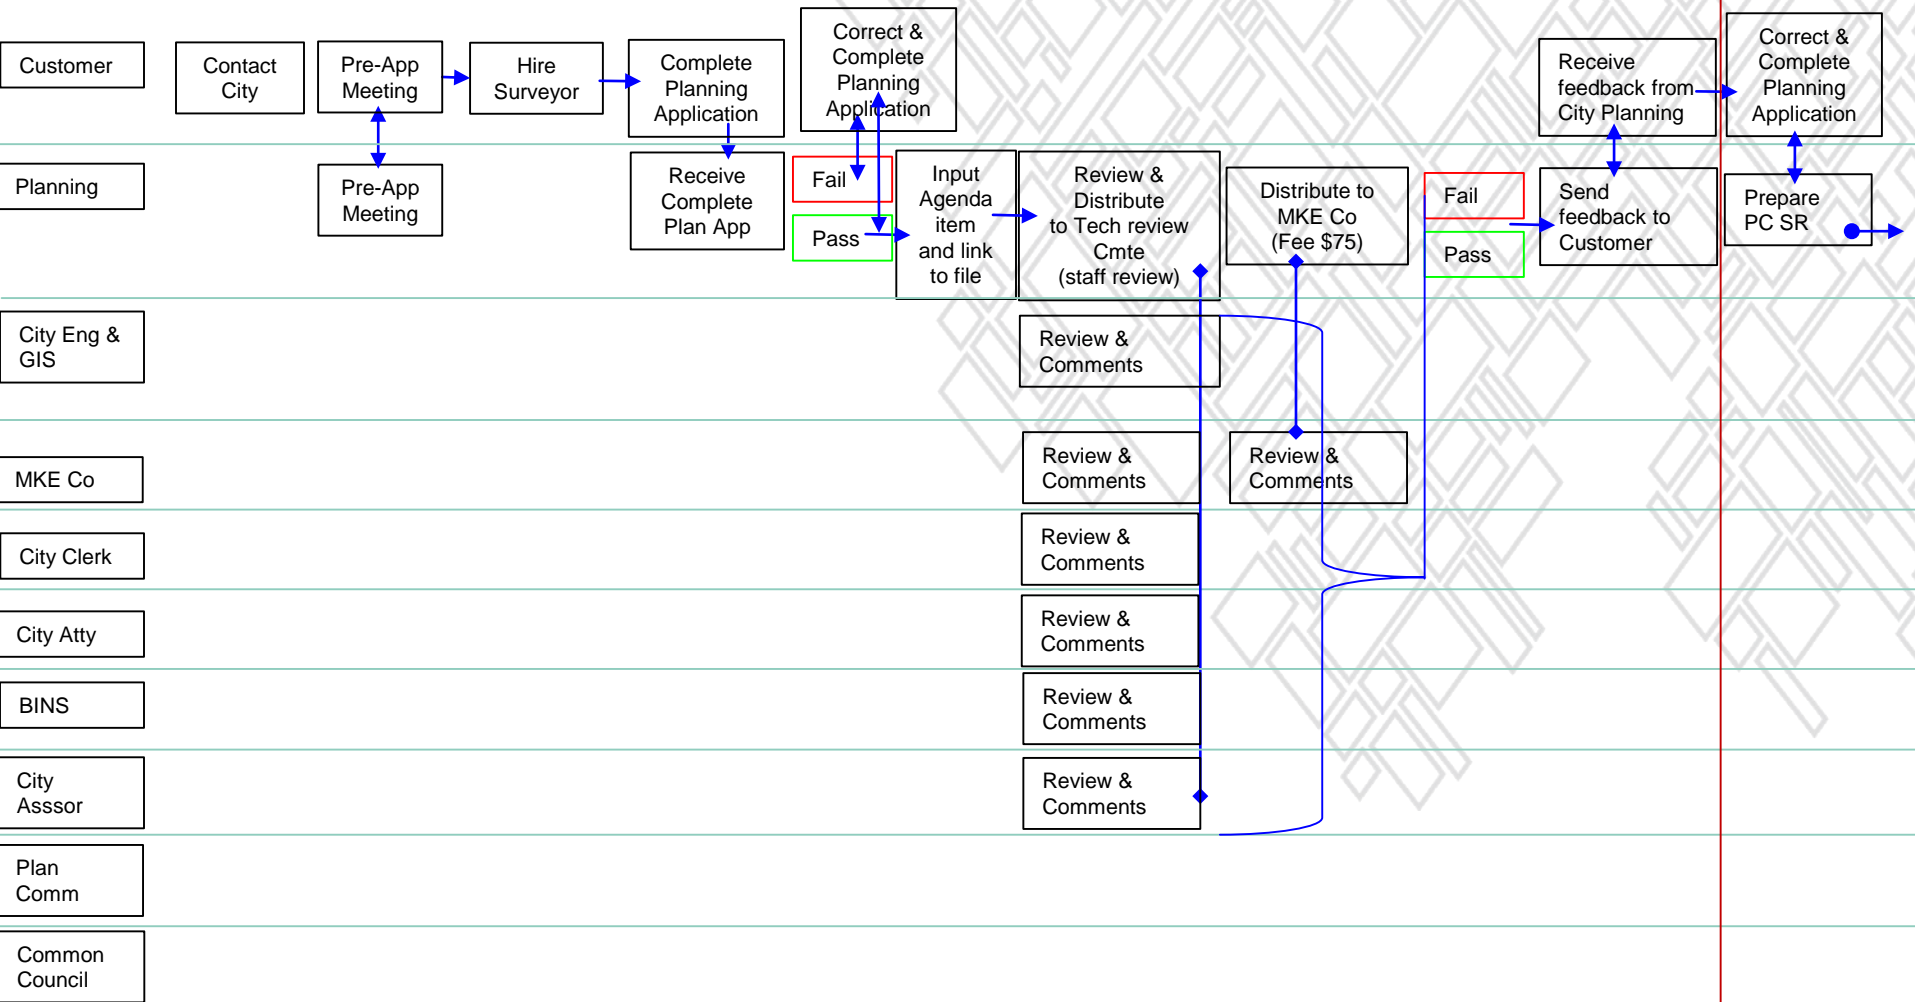 Customer
Contact
City
Pre-App
Meeting
Hire
Surveyor
Complete
Planning
Application
Correct &
Complete
Planning
Application
Receive
feedback from
City Planning
Correct &
Complete
Planning
Application
Planning
Pre-App
Meeting
Receive
Complete
Plan App
Fail
Pass
Input
Agenda
item
and link
to file
Review &
Distribute
to Tech review
Cmte
(staff review)
Distribute to
MKE Co
(Fee $75)
Fail
Pass
Send
feedback to
Customer
Prepare
PC SR
City Eng &
GIS
Review &
Comments
MKE Co
Review &
Comments
Review &
Comments
City Clerk
Review &
Comments
City Atty
Review &
Comments
BINS
Review &
Comments
City
Asssor
Review &
Comments
Plan
Comm
Common
Council